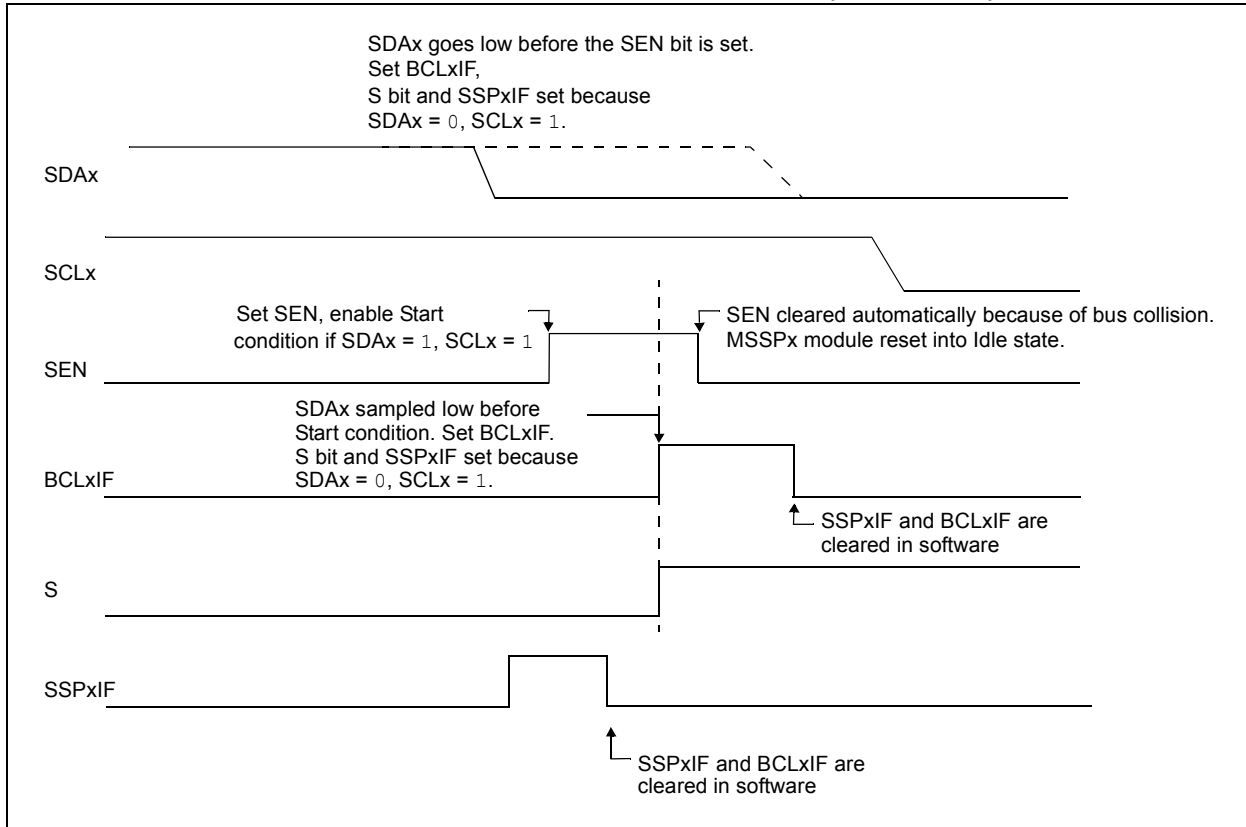 SDAx goes low before the SEN bit is set.
Set BCLxIF,
S bit and SSPxIF set because
SDAx = 0, SCLx = 1.
SDAx
SCLx
Set SEN, enable Start
condition if SDAx = 1, SCLx = 1
SEN cleared automatically because of bus collision.
MSSPx module reset into Idle state.
SEN
SDAx sampled low before
Start condition. Set BCLxIF.
S bit and SSPxIF set because
SDAx = 0, SCLx = 1.
BCLxIF
SSPxIF and BCLxIF are
cleared in software
S
SSPxIF
SSPxIF and BCLxIF are
cleared in software